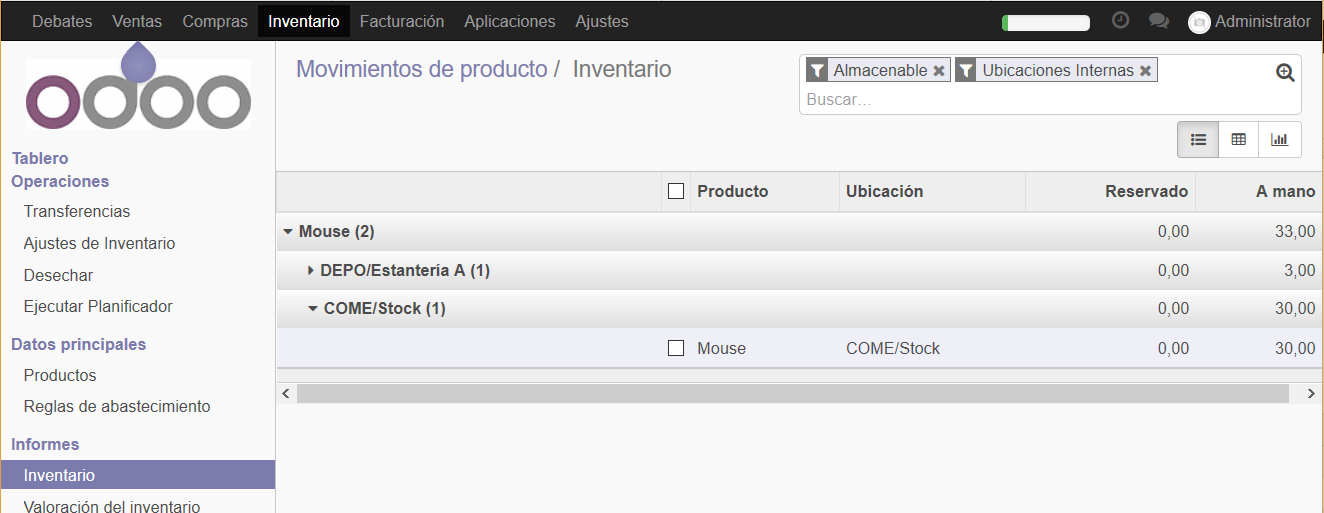 Debates Ventas Compras Inventario Facturación Aplicaciones Ajustes Administrator
odoo
Tablero
Operaciones
Transferencias
Ajustes de Inventario
Desechar
Ejecutar Planificador
Datos principales
Productos
Reglas de abastecimiento
Informes
Inventario
Valoración del inventario
Movimientos de producto / Inventario
Almacenable Ubicaciones Internas
Buscar...
Producto Ubicación Reservado A mano
Mouse (2) 0,00 33,00
DEPO/Estantería A (1) 0,00 3,00
COME/Stock (1) 0,00 30,00
Mouse COME/Stock 0,00 30,00